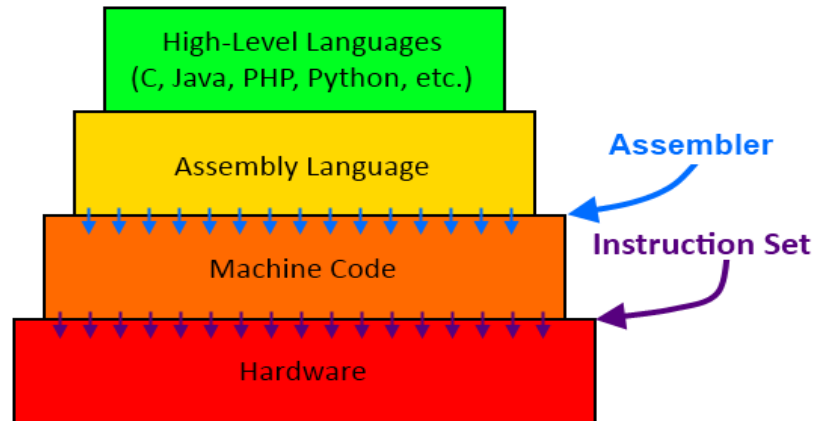 High-Level Languages
(C, Java, PHP, Python, etc.)
Assembly Language
Assembler
Machine Code
Instruction Set
Hardware